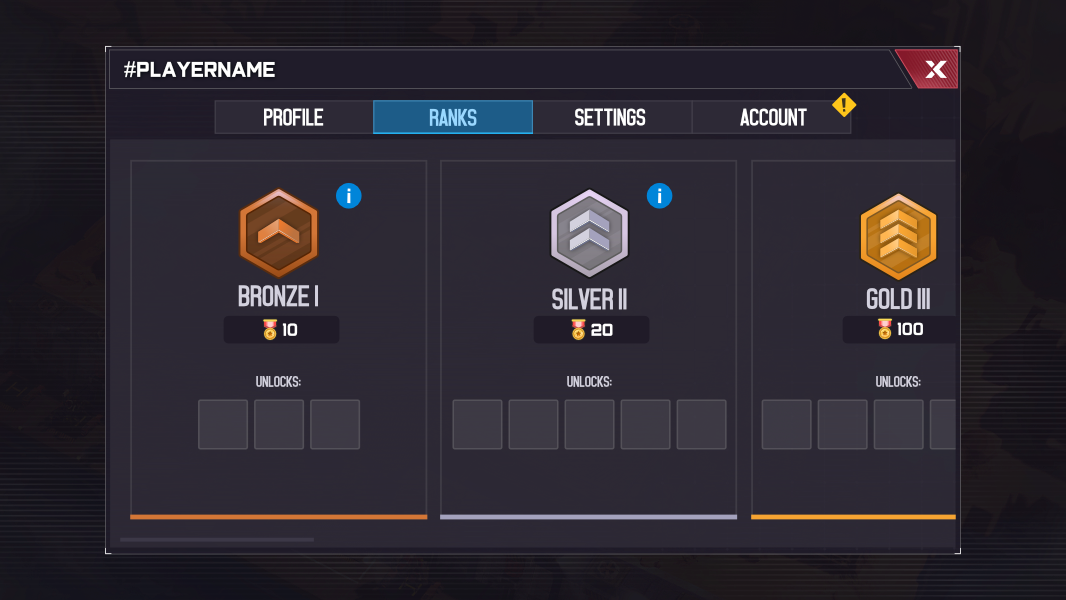 #PLAYERNAME
X
PROFILE RANKS SETTINGS ACCOUNT !
i i
BRONZE I SILVER II GOLD III
10 20 100
UNLOCKS: UNLOCKS: UNLOCKS: